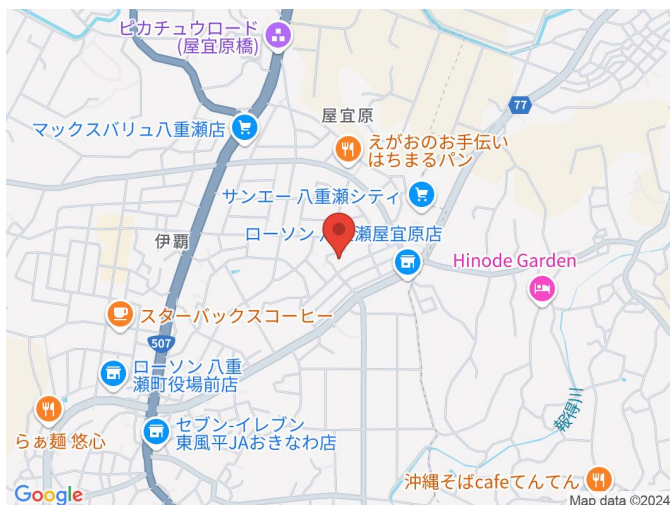 ピカチュウロード
(屋宜原橋)
77
屋宜原
マックスバリュ八重瀬店
えがおのお手伝い
はちまるパン
サンエー 八重瀬シティ
伊覇
ローソン 八重瀬屋宜原店
Hinode Garden
スターバックスコーヒー
507
ローソン 八重
瀬町役場前店
らぁ麺 悠心
セブン-イレブン
東風平JAおきなわ店
報得川
沖縄そばcafeてんてん
Google
Map data ©2024